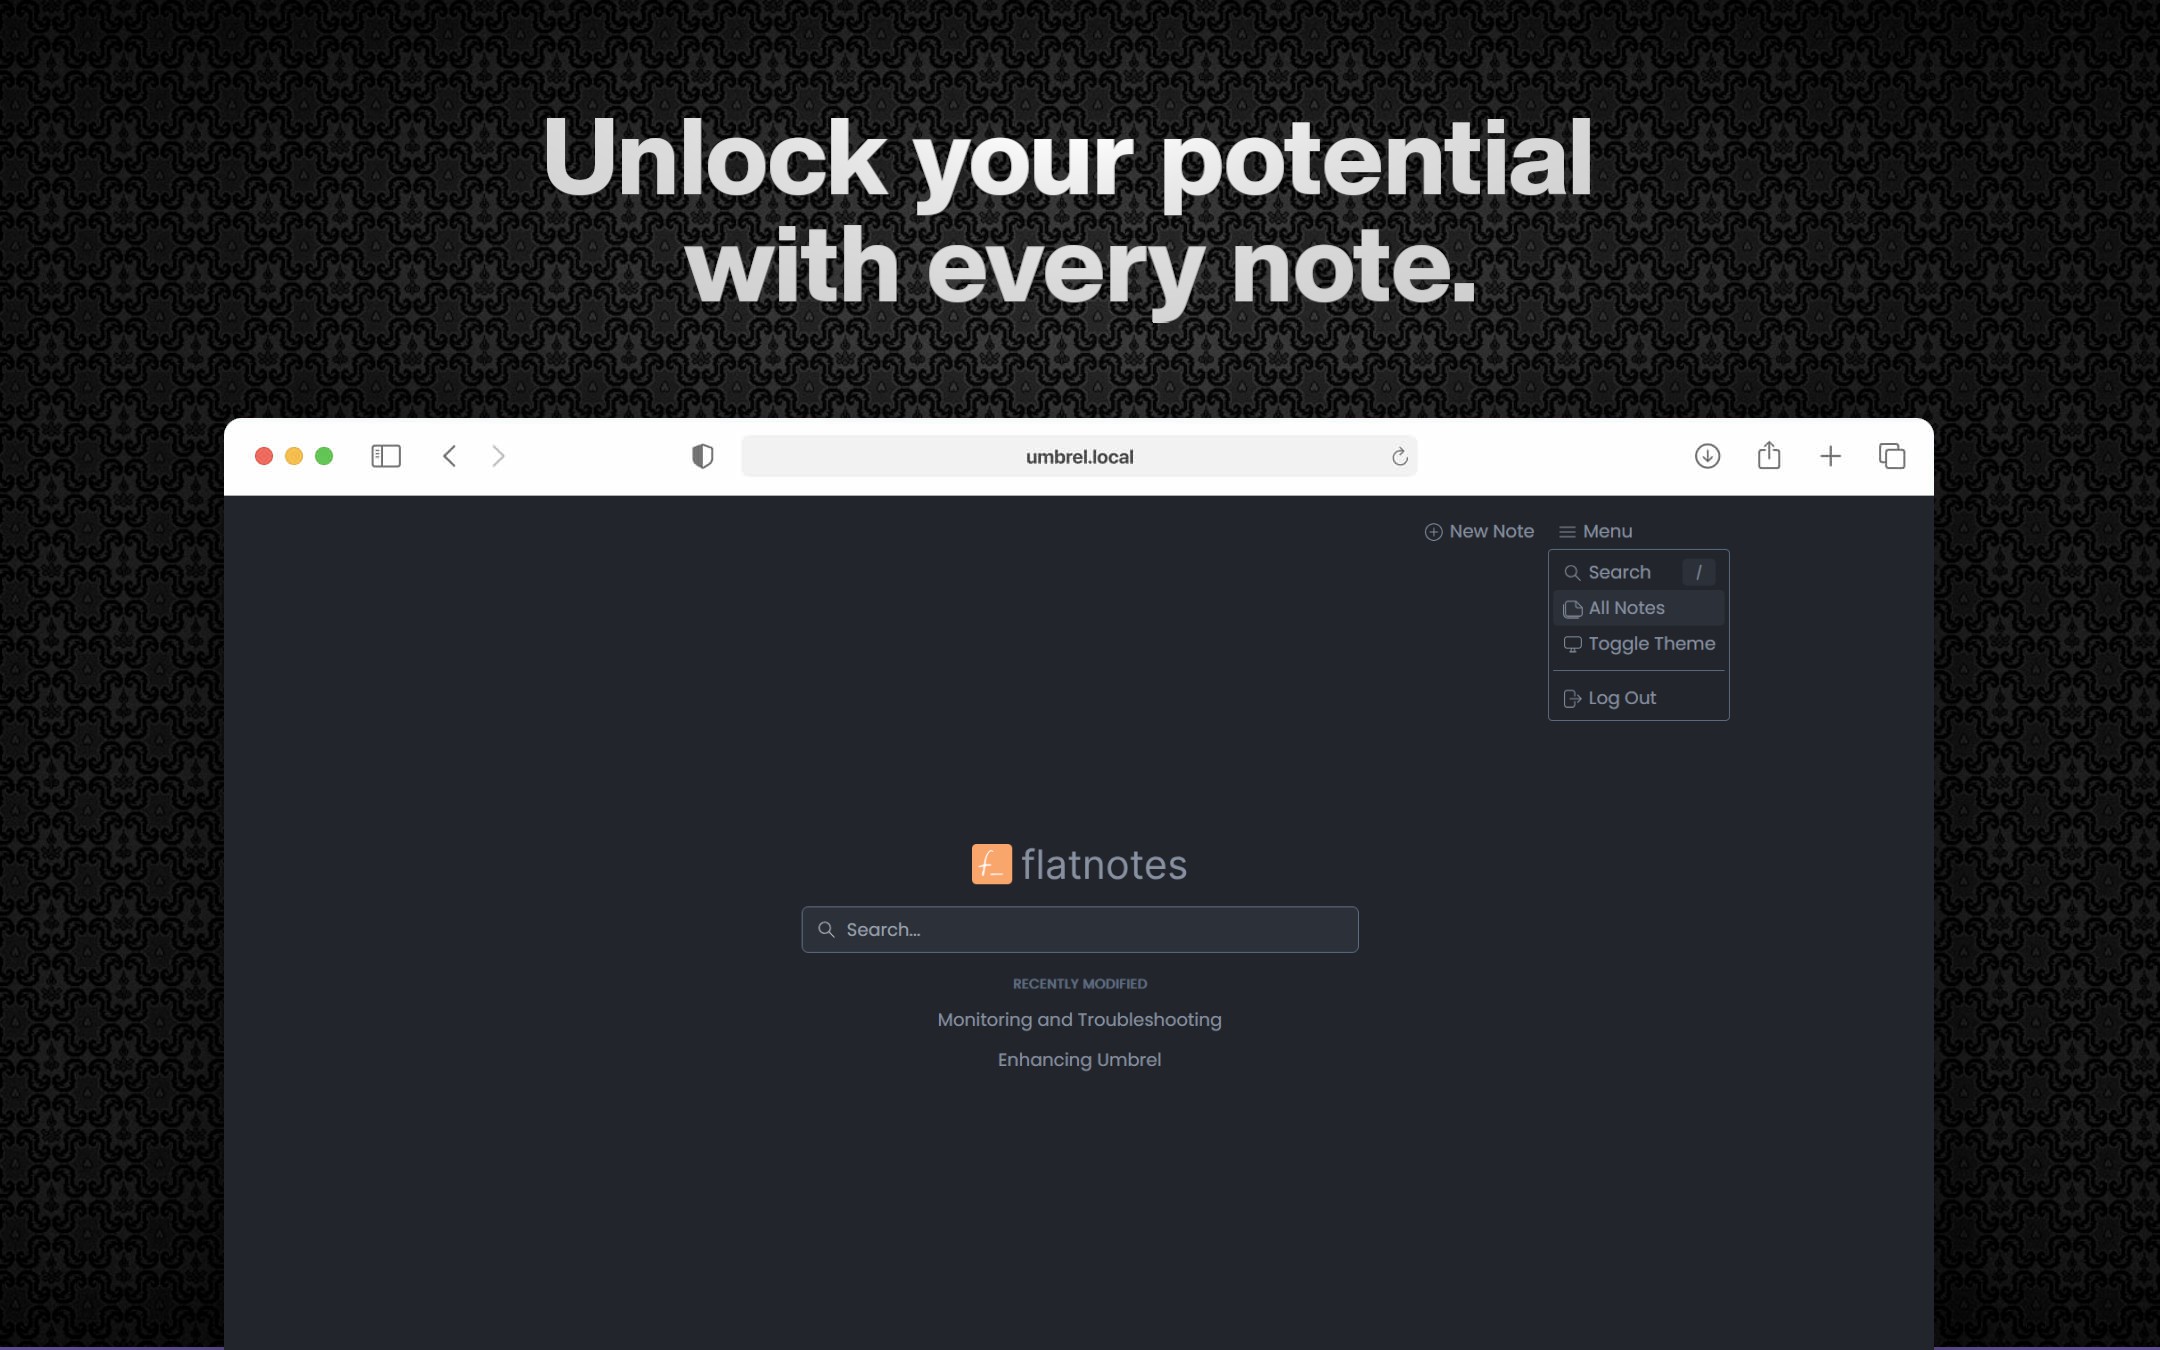 Unlock your potential
with every note.
umbrel.local
New Note
Menu
Search /
All Notes
Toggle Theme
Log Out
f_ flatnotes
Search...
RECENTLY MODIFIED
Monitoring and Troubleshooting
Enhancing Umbrel